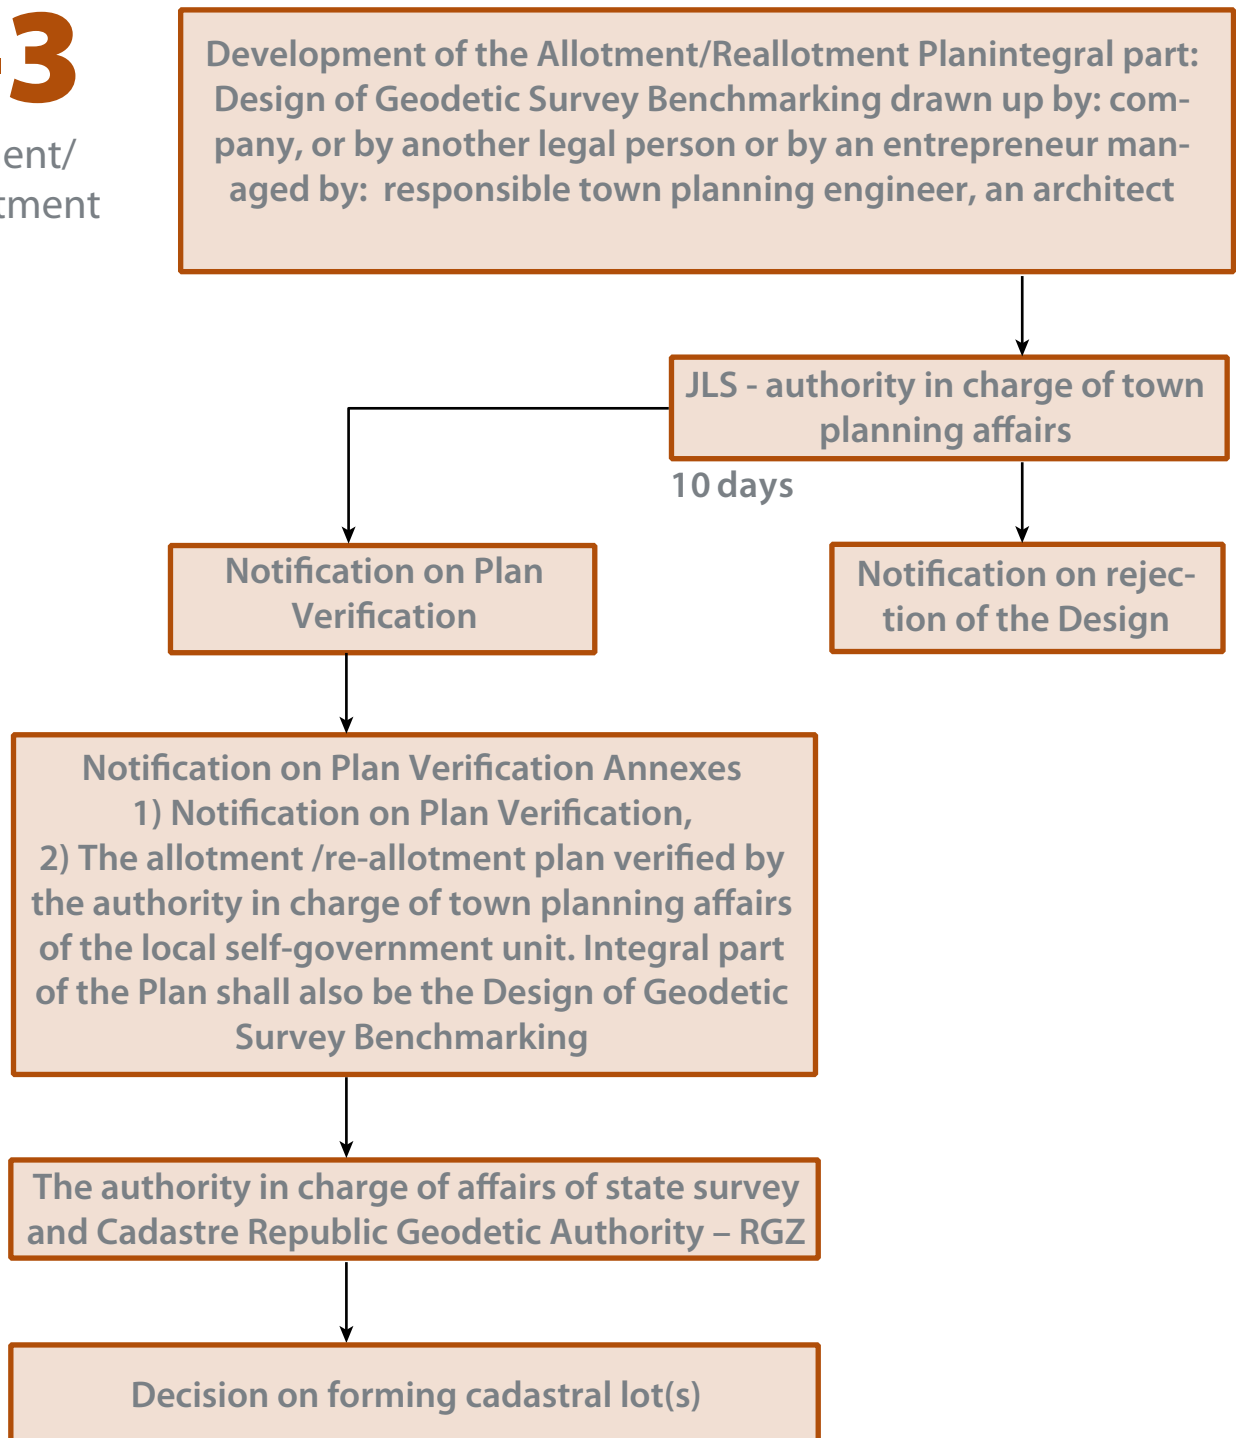 -3
ent/
tment
Development of the Allotment/Reallotment Planintegral part:
Design of Geodetic Survey Benchmarking drawn up by: com-
pany, or by another legal person or by an entrepreneur man-
aged by: responsible town planning engineer, an architect
JLS - authority in charge of town
planning affairs
10 days
Notification on Plan
Verification
Notification on rejec-
tion of the Design
Notification on Plan Verification Annexes
1) Notification on Plan Verification,
2) The allotment /re-allotment plan verified by
the authority in charge of town planning affairs
of the local self-government unit. Integral part
of the Plan shall also be the Design of Geodetic
Survey Benchmarking
The authority in charge of affairs of state survey
and Cadastre Republic Geodetic Authority – RGZ
Decision on forming cadastral lot(s)